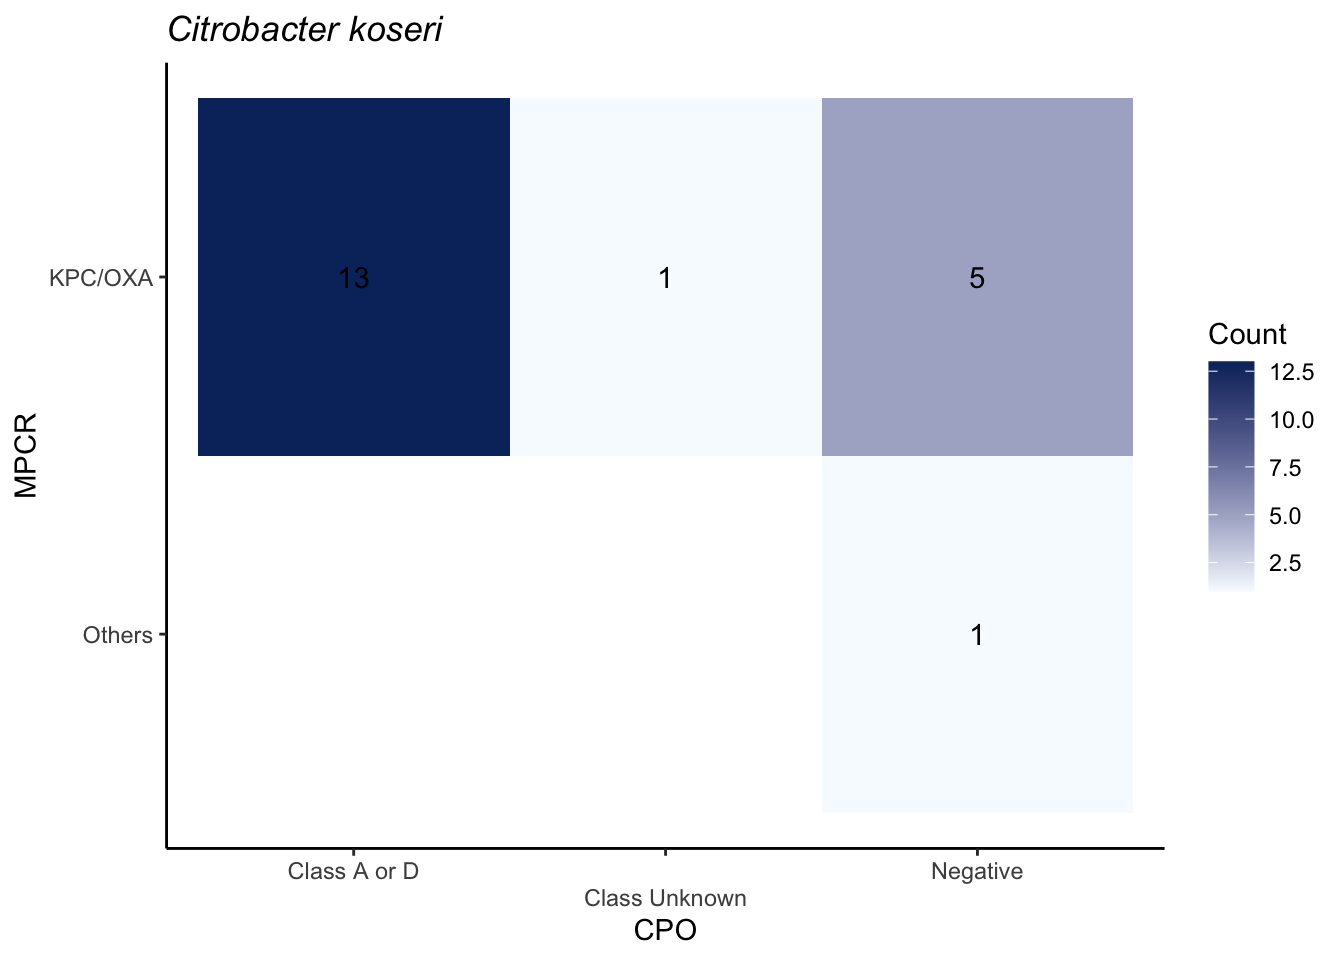 Citrobacter koseri
MPCR
KPC/OXA
Others
13
1
5
1
Class A or D
Class Unknown
Negative
CPO
Count
12.5
10.0
7.5
5.0
2.5